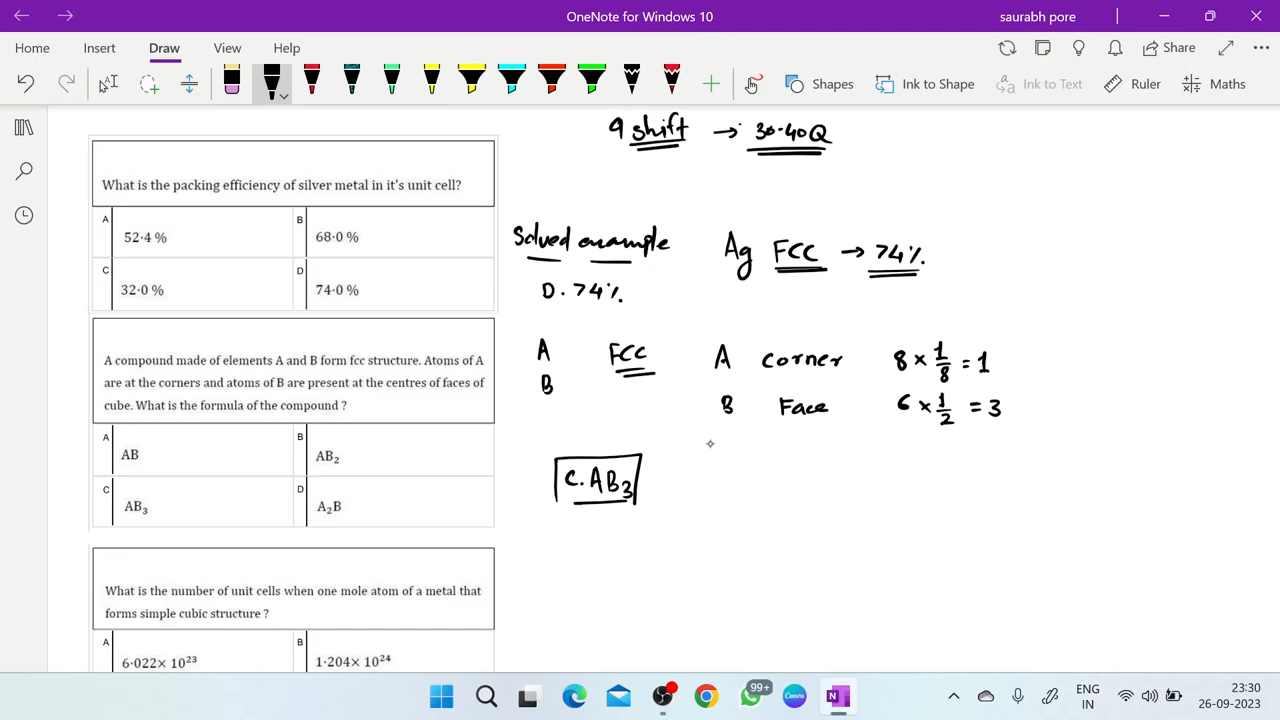 OneNote for Windows 10
saurabh pore
Home Insert Draw View Help
Share
Shapes Ink to Shape Ink to Text Ruler Maths
9 shift → 30-40Q
What is the packing efficiency of silver metal in it's unit cell?
A 52·4 % B 68·0 %
C 32·0 % D 74·0 %
Solved example
D. 74%.
Ag FCC → 74%.
A compound made of elements A and B form fcc structure. Atoms of A
are at the corners and atoms of B are present at the centres of faces of
cube. What is the formula of the compound ?
A AB B AB₂
C AB₃ D A₂B
A FCC
B
A corner 8 × 1/8 = 1
B Face 6 × 1/2 = 3
C. AB₃
What is the number of unit cells when one mole atom of a metal that
forms simple cubic structure ?
A 6·022× 10²³ B 1·204× 10²⁴
99+
ENG
IN
23:30
26-09-2023